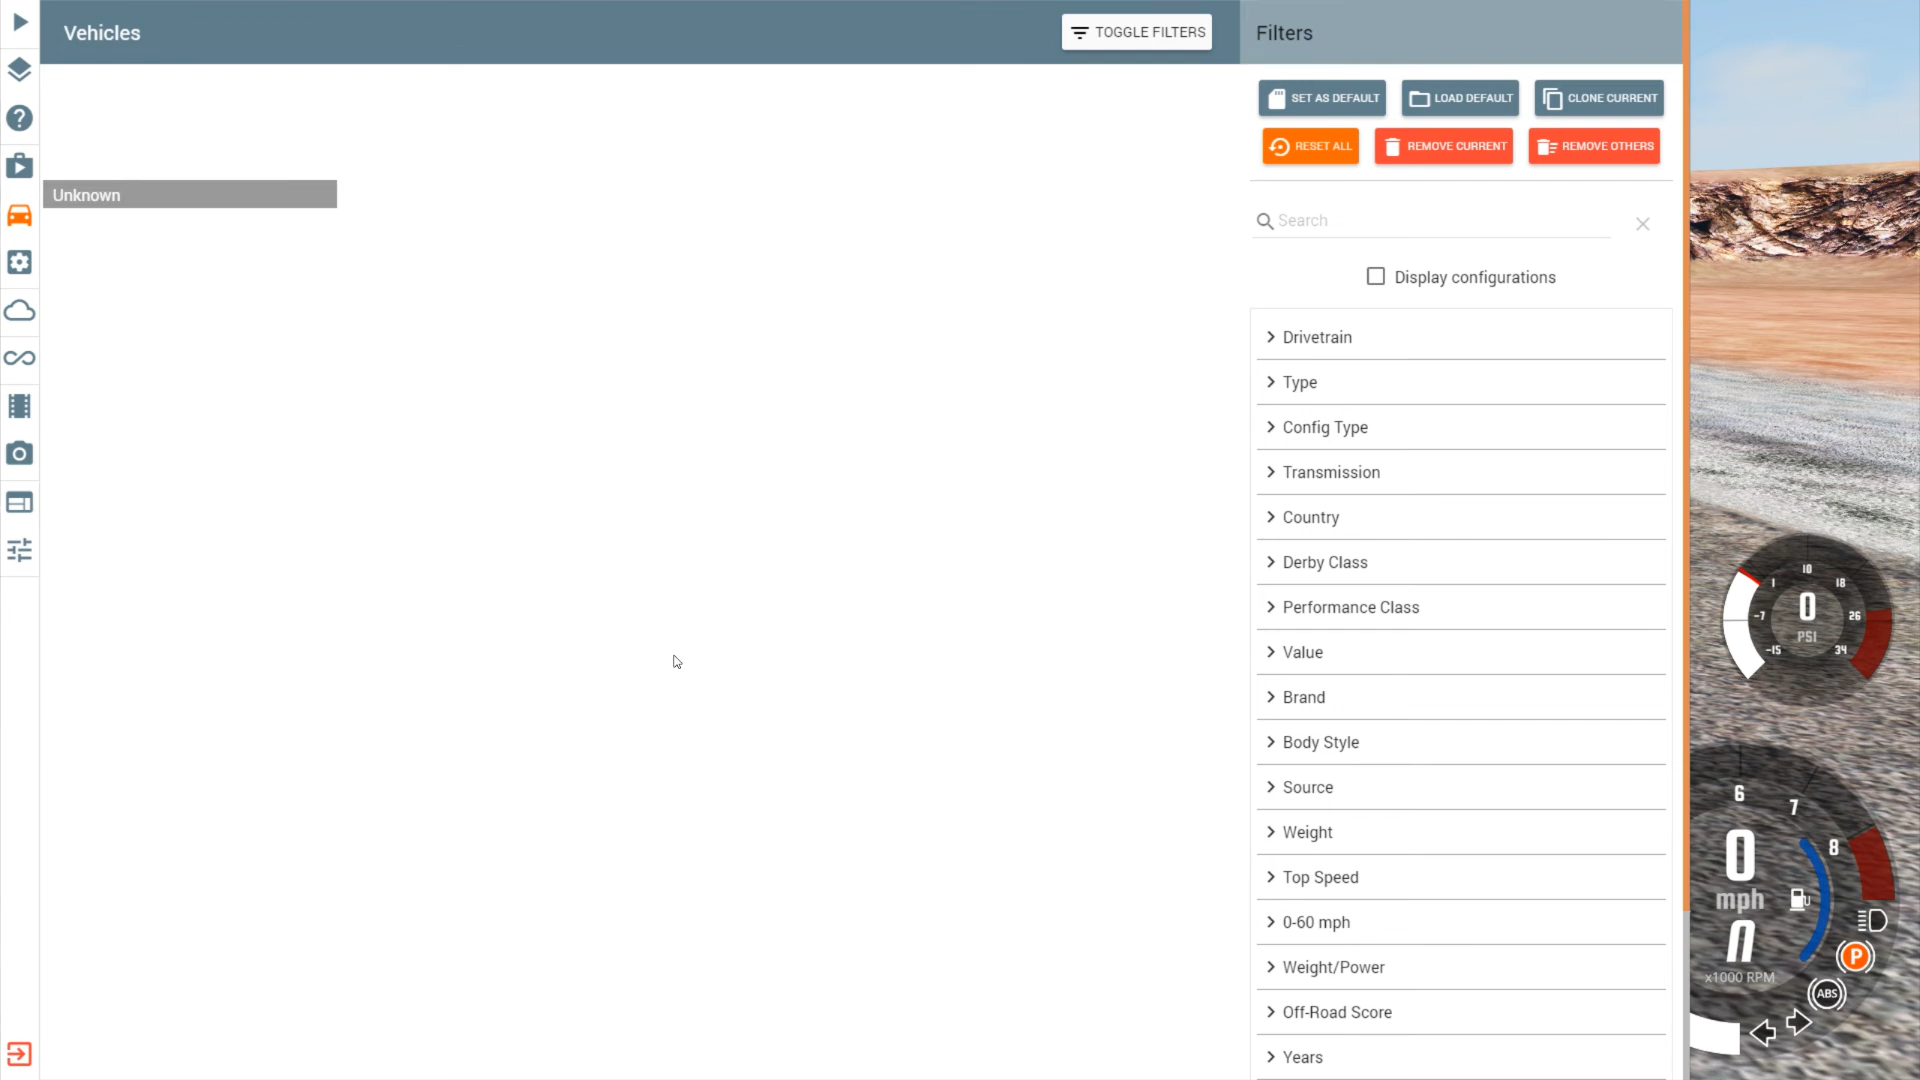 Vehicles
TOGGLE FILTERS
Filters
SET AS DEFAULT
LOAD DEFAULT
CLONE CURRENT
RESET ALL
REMOVE CURRENT
REMOVE OTHERS
Unknown
Search
Display configurations
Drivetrain
Type
Config Type
Transmission
Country
Derby Class
Performance Class
Value
Brand
Body Style
Source
Weight
Top Speed
0-60 mph
Weight/Power
Off-Road Score
Years
10
1
18
-7
0
26
PSI
-15
34
6
7
8
0
mph
n
x1000 RPM
P
ABS